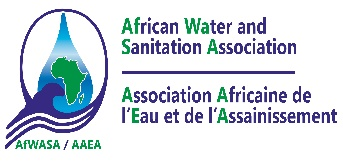 African Water and
Sanitation Association
Association Africaine de
l'Eau et de l'Assainissement
AfWASA / AAEA